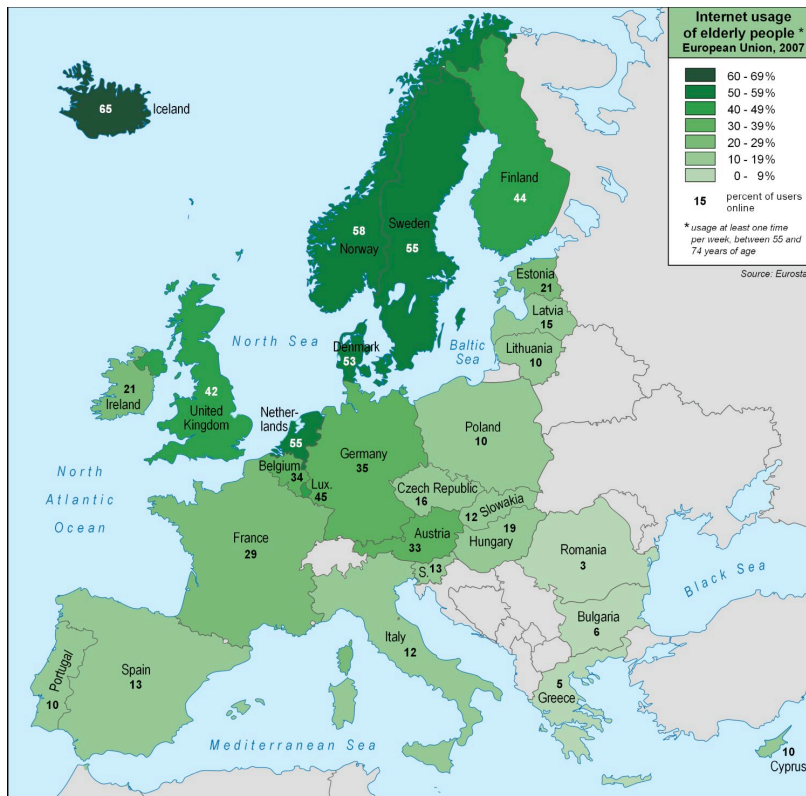 Internet usage
of elderly people *
European Union, 2007
60 - 69%
50 - 59%
40 - 49%
30 - 39%
20 - 29%
10 - 19%
0 - 9%
15 percent of users
online
* usage at least one time
per week, between 55 and
74 years of age
Source: Eurosta
65
Iceland
Finland
44
58
Norway
Sweden
55
Estonia
21
Latvia
15
Lithuania
10
North Sea
Baltic
Sea
Denmark
53
21
Ireland
42
United
Kingdom
Nether-
lands
55
Belgium
34
Lux.
45
Germany
35
Poland
10
Czech Republic
16
12 Slowakia
19
Hungary
Austria
33
S. 13
North
Atlantic
Ocean
France
29
Romania
3
Bulgaria
6
Black Sea
Italy
12
Portugal
10
Spain
13
5
Greece
Mediterranean Sea
10
Cyprus